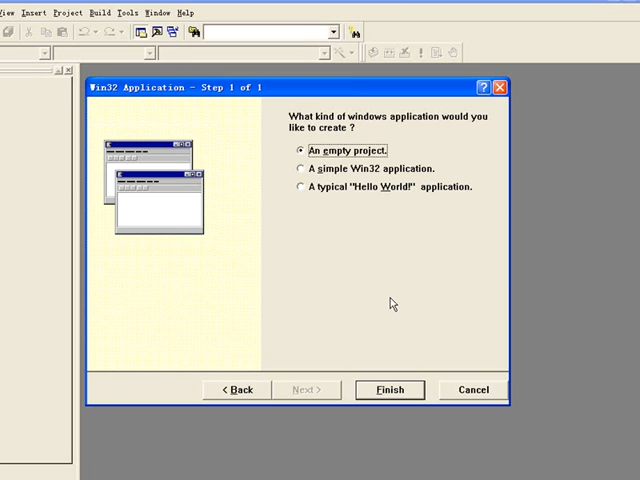 View Insert Project Build Tools Window Help
Win32 Application - Step 1 of 1
What kind of windows application would you
like to create ?
An empty project.
A simple Win32 application.
A typical "Hello World!" application.
< Back Next > Finish Cancel